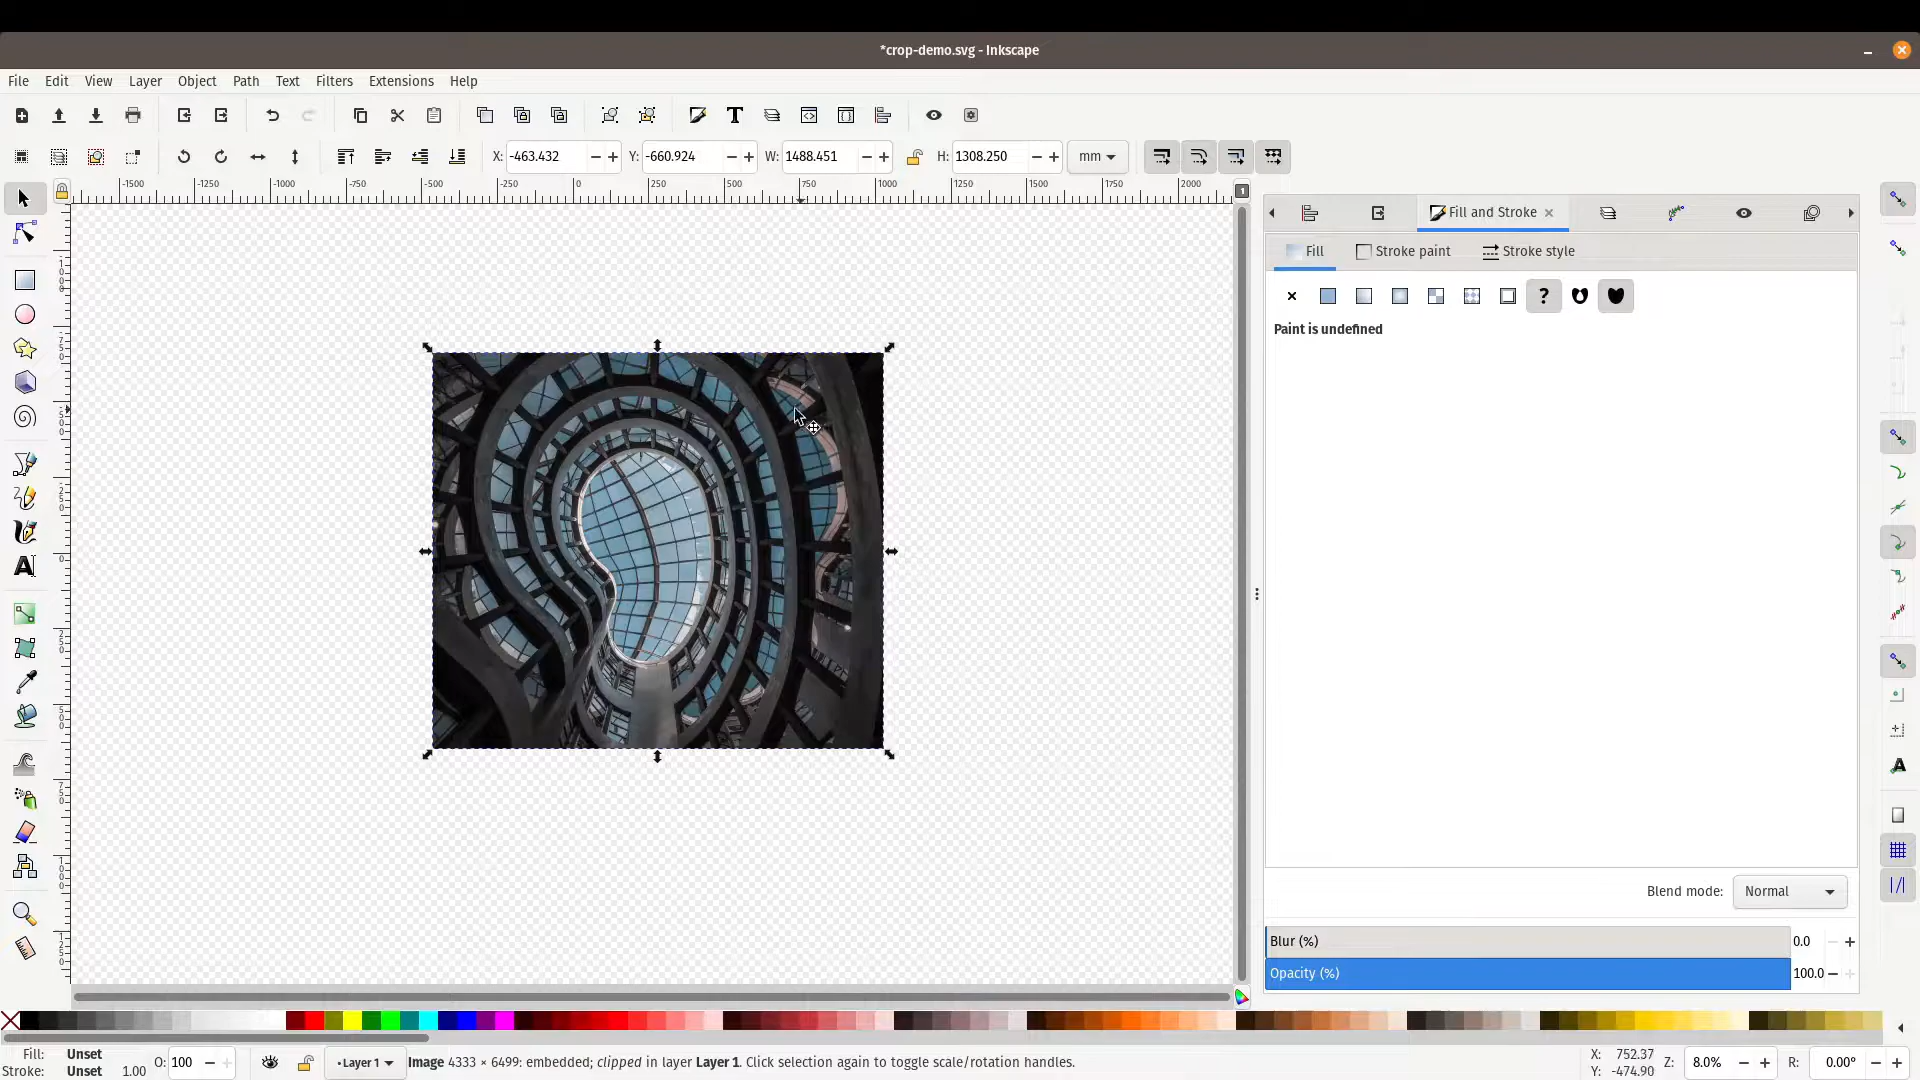 *crop-demo.svg - Inkscape
File Edit View Layer Object Path Text Filters Extensions Help
X: -463.432 Y: -660.924 W: 1488.451 H: 1308.250 mm
-1500 -1250 -1000 -750 -500 -250 0 250 500 750 1000 1250 1500 1750 2000 1
Fill and Stroke
Fill Stroke paint Stroke style
?
Paint is undefined
Blend mode: Normal
Blur (%) 0.0
Opacity (%) 100.0
Fill: Unset
Stroke: Unset 1.00
O: 100
•Layer 1
Image 4333 × 6499: embedded; clipped in layer Layer 1. Click selection again to toggle scale/rotation handles.
X: 752.37
Y: -474.90
Z: 8.0%
R: 0.00°